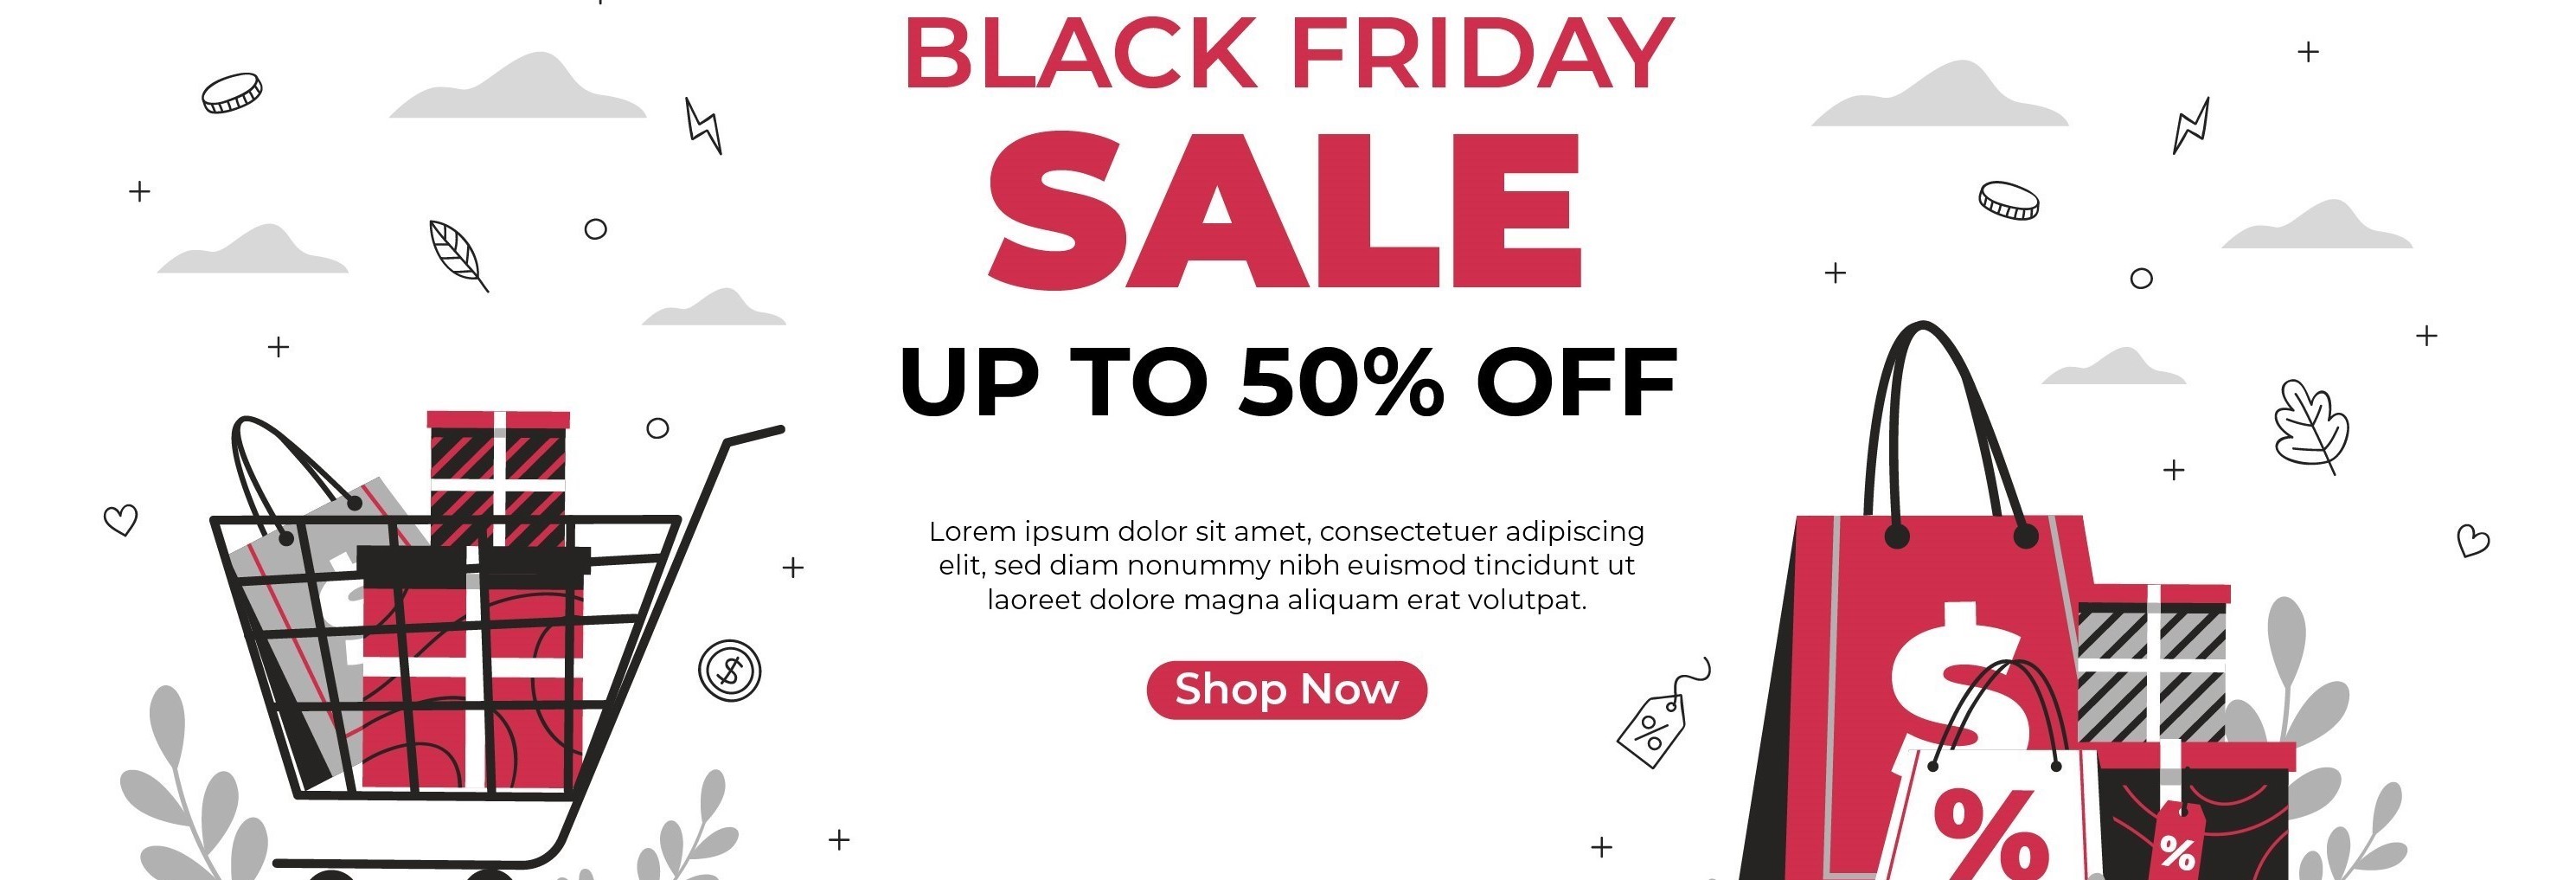 BLACK FRIDAY
SALE
UP TO 50% OFF
Lorem ipsum dolor sit amet, consectetuer adipiscing
elit, sed diam nonummy nibh euismod tincidunt ut
laoreet dolore magna aliquam erat volutpat.
Shop Now
$
$
%
%
%